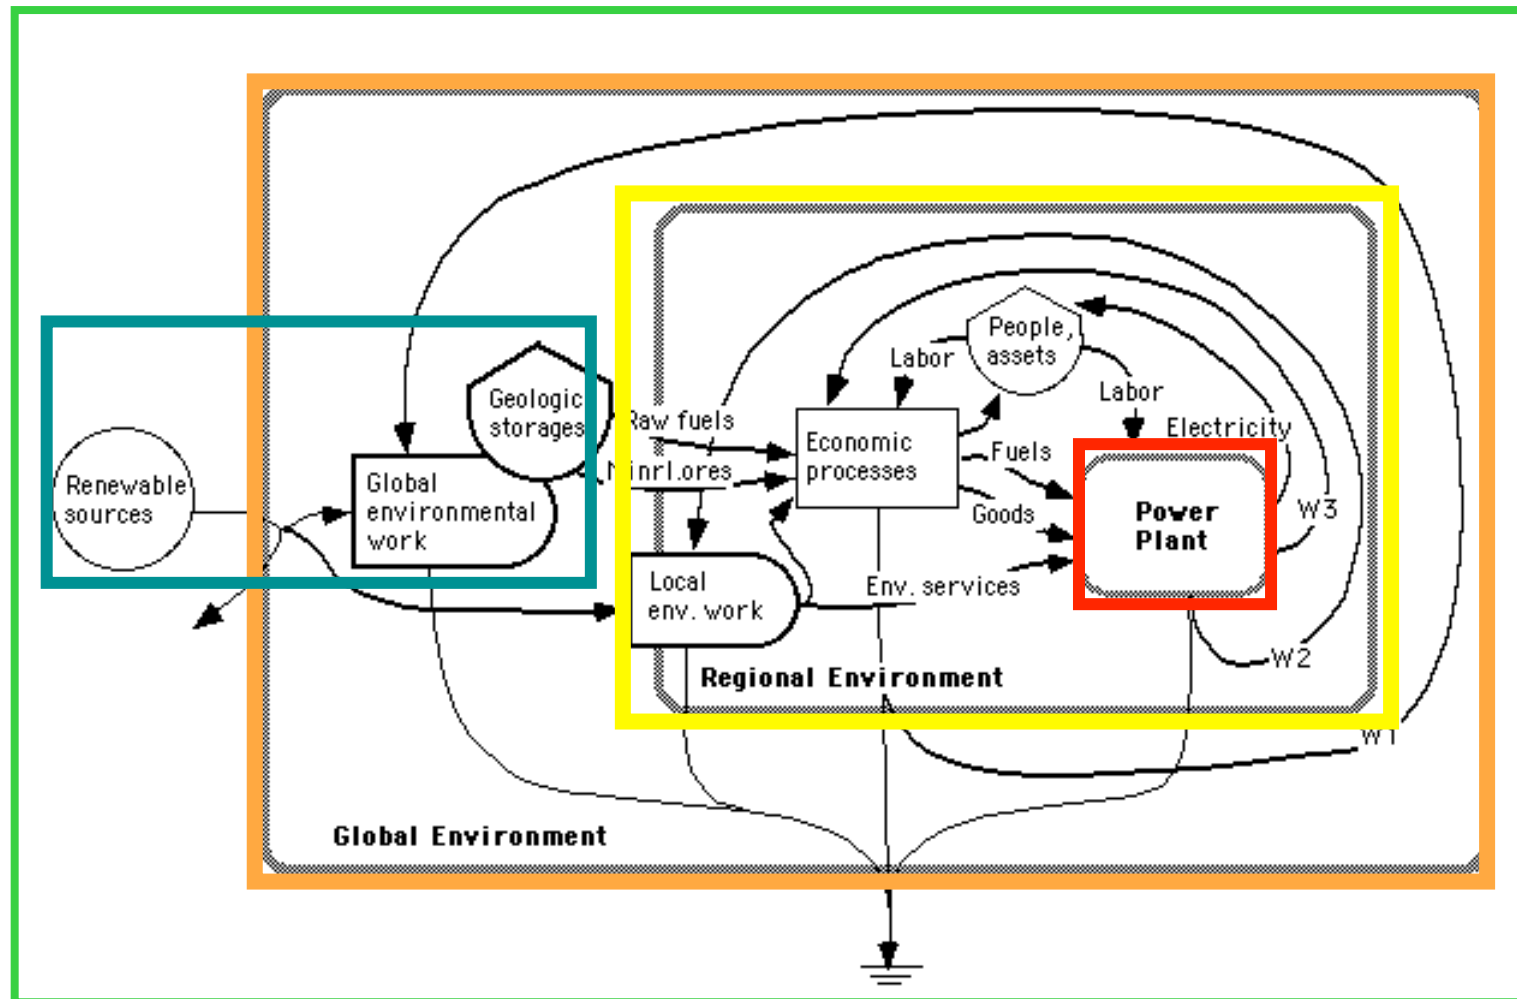 People,
assets
Labor
Labor
Geologic
storages
Raw fuels
Electricity
Economic
processes
Fuels
Minrl.ores
Renewable
sources
Global
environmental
work
Goods
Power
Plant
W3
Local
env. work
Env. services
W2
Regional Environment
W1
Global Environment